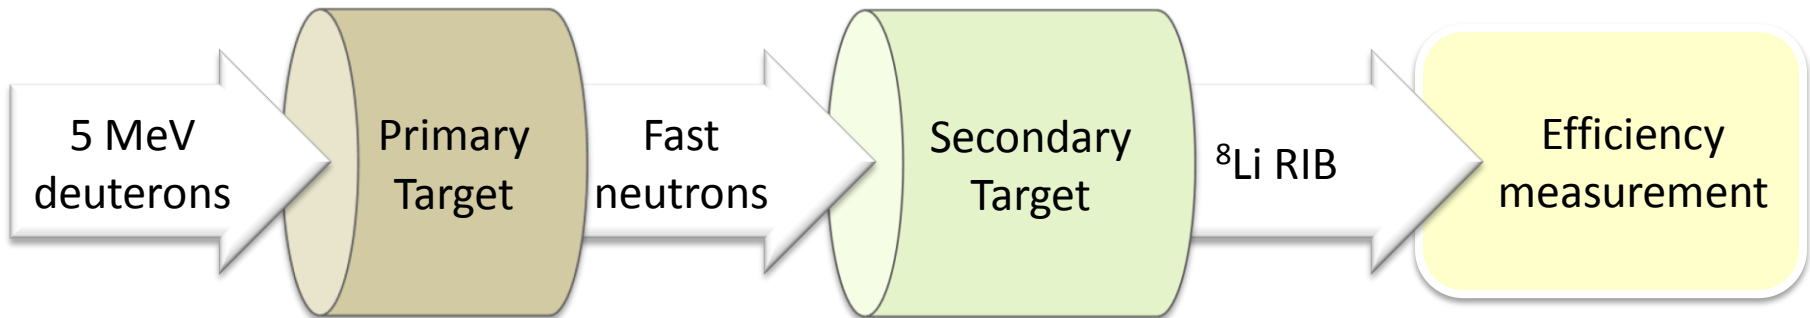 5 MeV
deuterons
Primary
Target
Fast
neutrons
Secondary
Target
⁸Li RIB
Efficiency
measurement